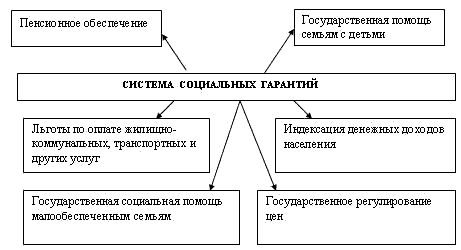 Пенсионное обеспечение
Государственная помощь
семьям с детьми
СИСТЕМА СОЦИАЛЬНЫХ ГАРАНТИЙ
Льготы по оплате жилищно-
коммунальных, транспортных и
других услуг
Индексация денежных доходов
населения
Государственная социальная помощь
малообеспеченным семьям
Государственное регулирование
цен